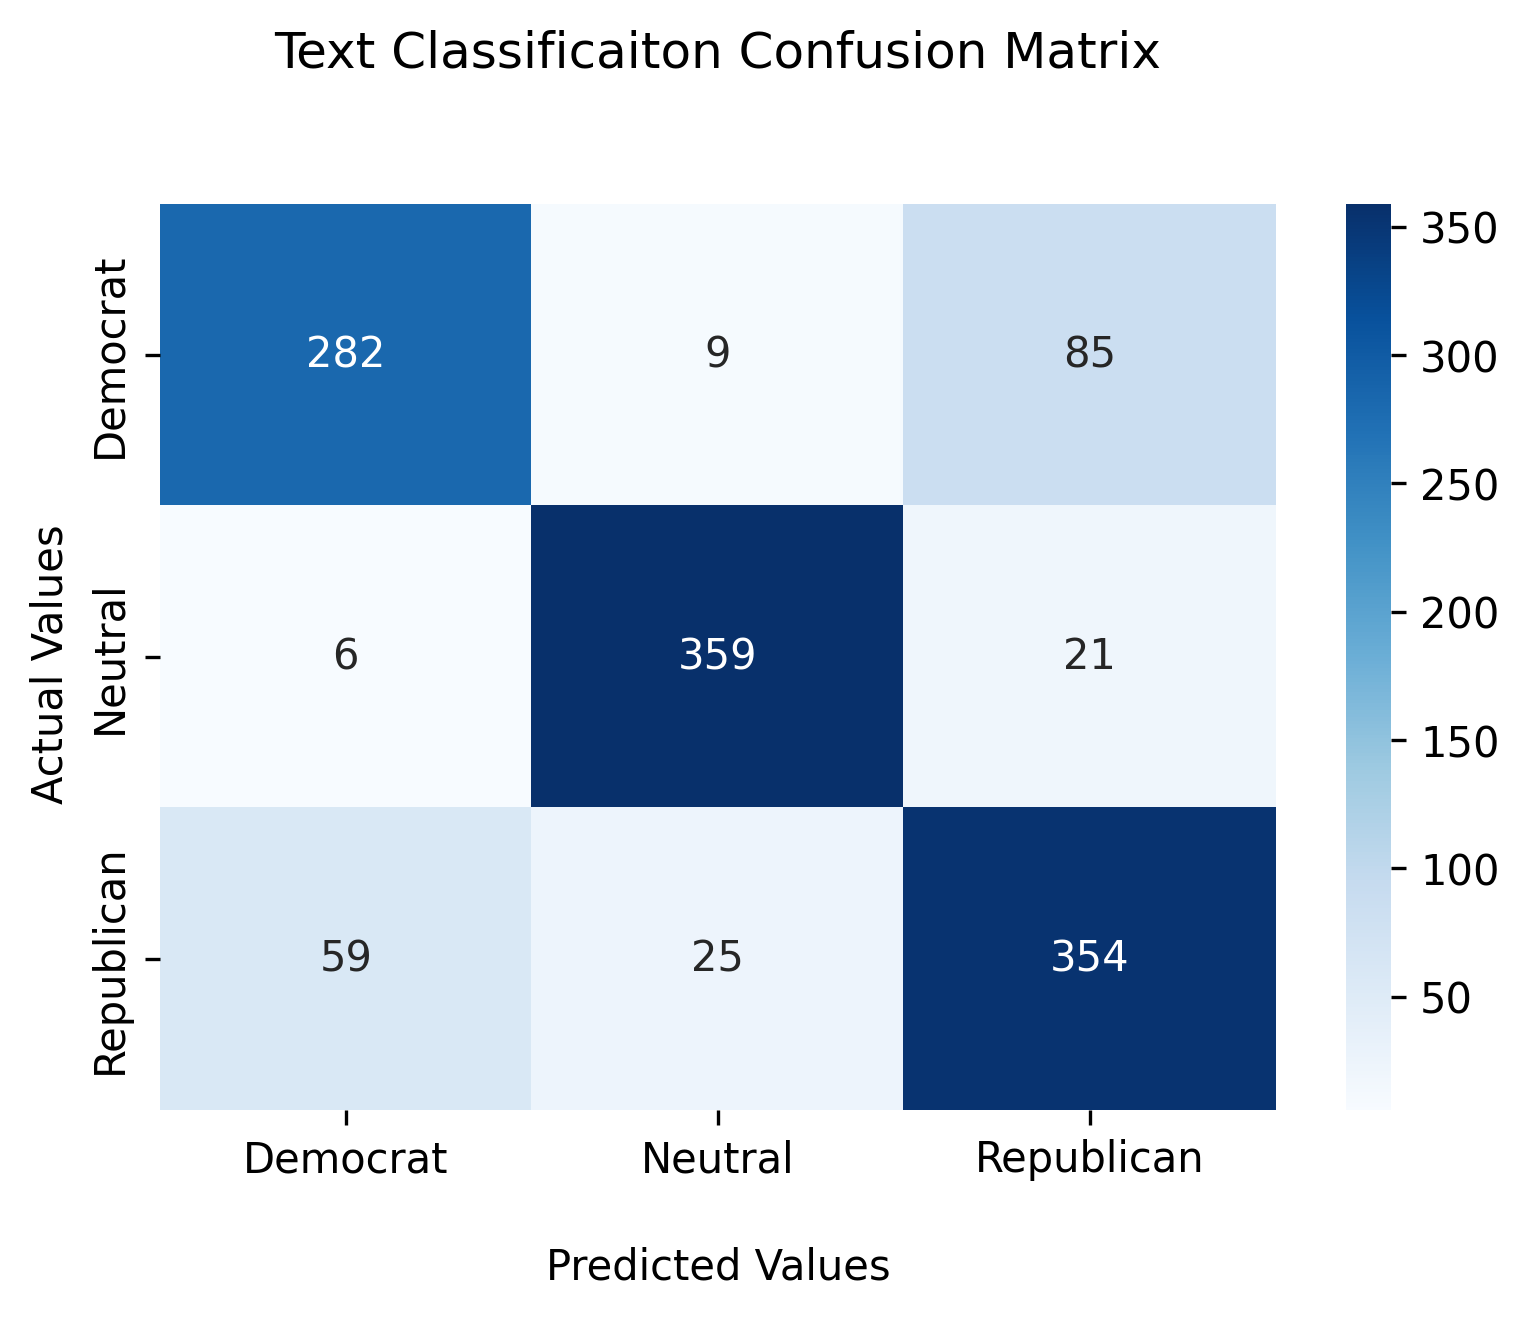 Text Classificaiton Confusion Matrix
Actual Values
Democrat
282 9 85
Neutral
6 359 21
Republican
59 25 354
Democrat Neutral Republican
Predicted Values
350
300
250
200
150
100
50